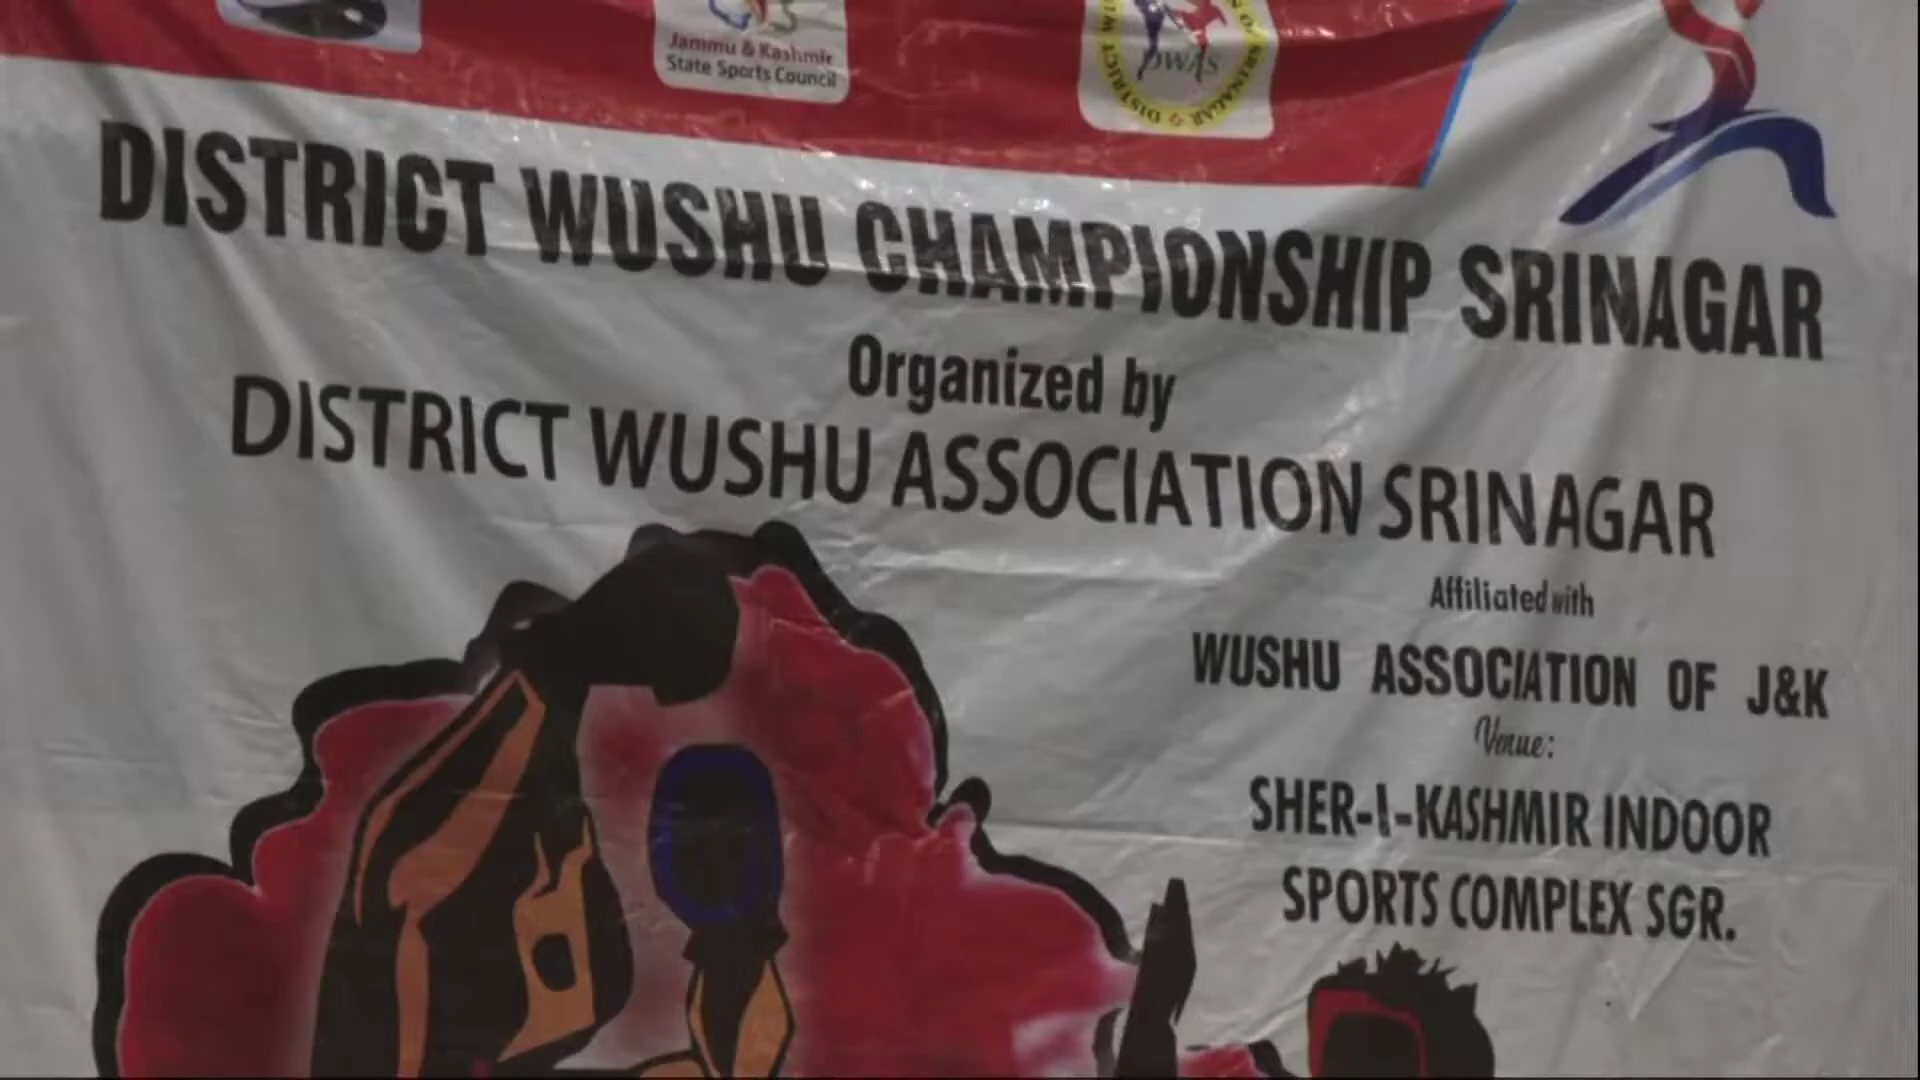 Jammu & Kashmir
State Sports Council
DWAS
DISTRICT WUSHU CHAMPIONSHIP SRINAGAR
Organized by
DISTRICT WUSHU ASSOCIATION SRINAGAR
Affiliated with
WUSHU ASSOCIATION OF J&K
Venue:
SHER-I-KASHMIR INDOOR
SPORTS COMPLEX SGR.